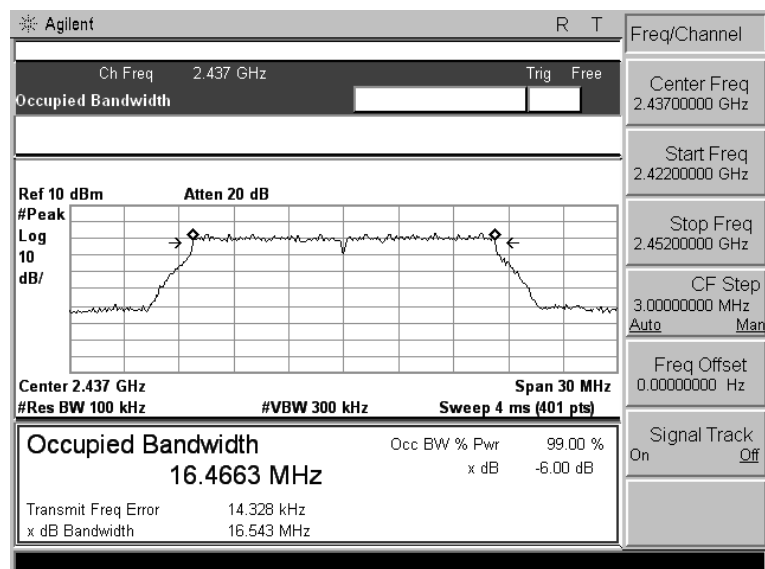 Agilent R T
Ch Freq 2.437 GHz Trig Free
Occupied Bandwidth
Ref 10 dBm Atten 20 dB
#Peak
Log
10
dB/
Center 2.437 GHz Span 30 MHz
#Res BW 100 kHz #VBW 300 kHz Sweep 4 ms (401 pts)
Occupied Bandwidth Occ BW % Pwr 99.00 %
16.4663 MHz x dB -6.00 dB
Transmit Freq Error 14.328 kHz
x dB Bandwidth 16.543 MHz
Freq/Channel
Center Freq
2.43700000 GHz
Start Freq
2.42200000 GHz
Stop Freq
2.45200000 GHz
CF Step
3.00000000 MHz
Auto Man
Freq Offset
0.00000000 Hz
Signal Track
On Off